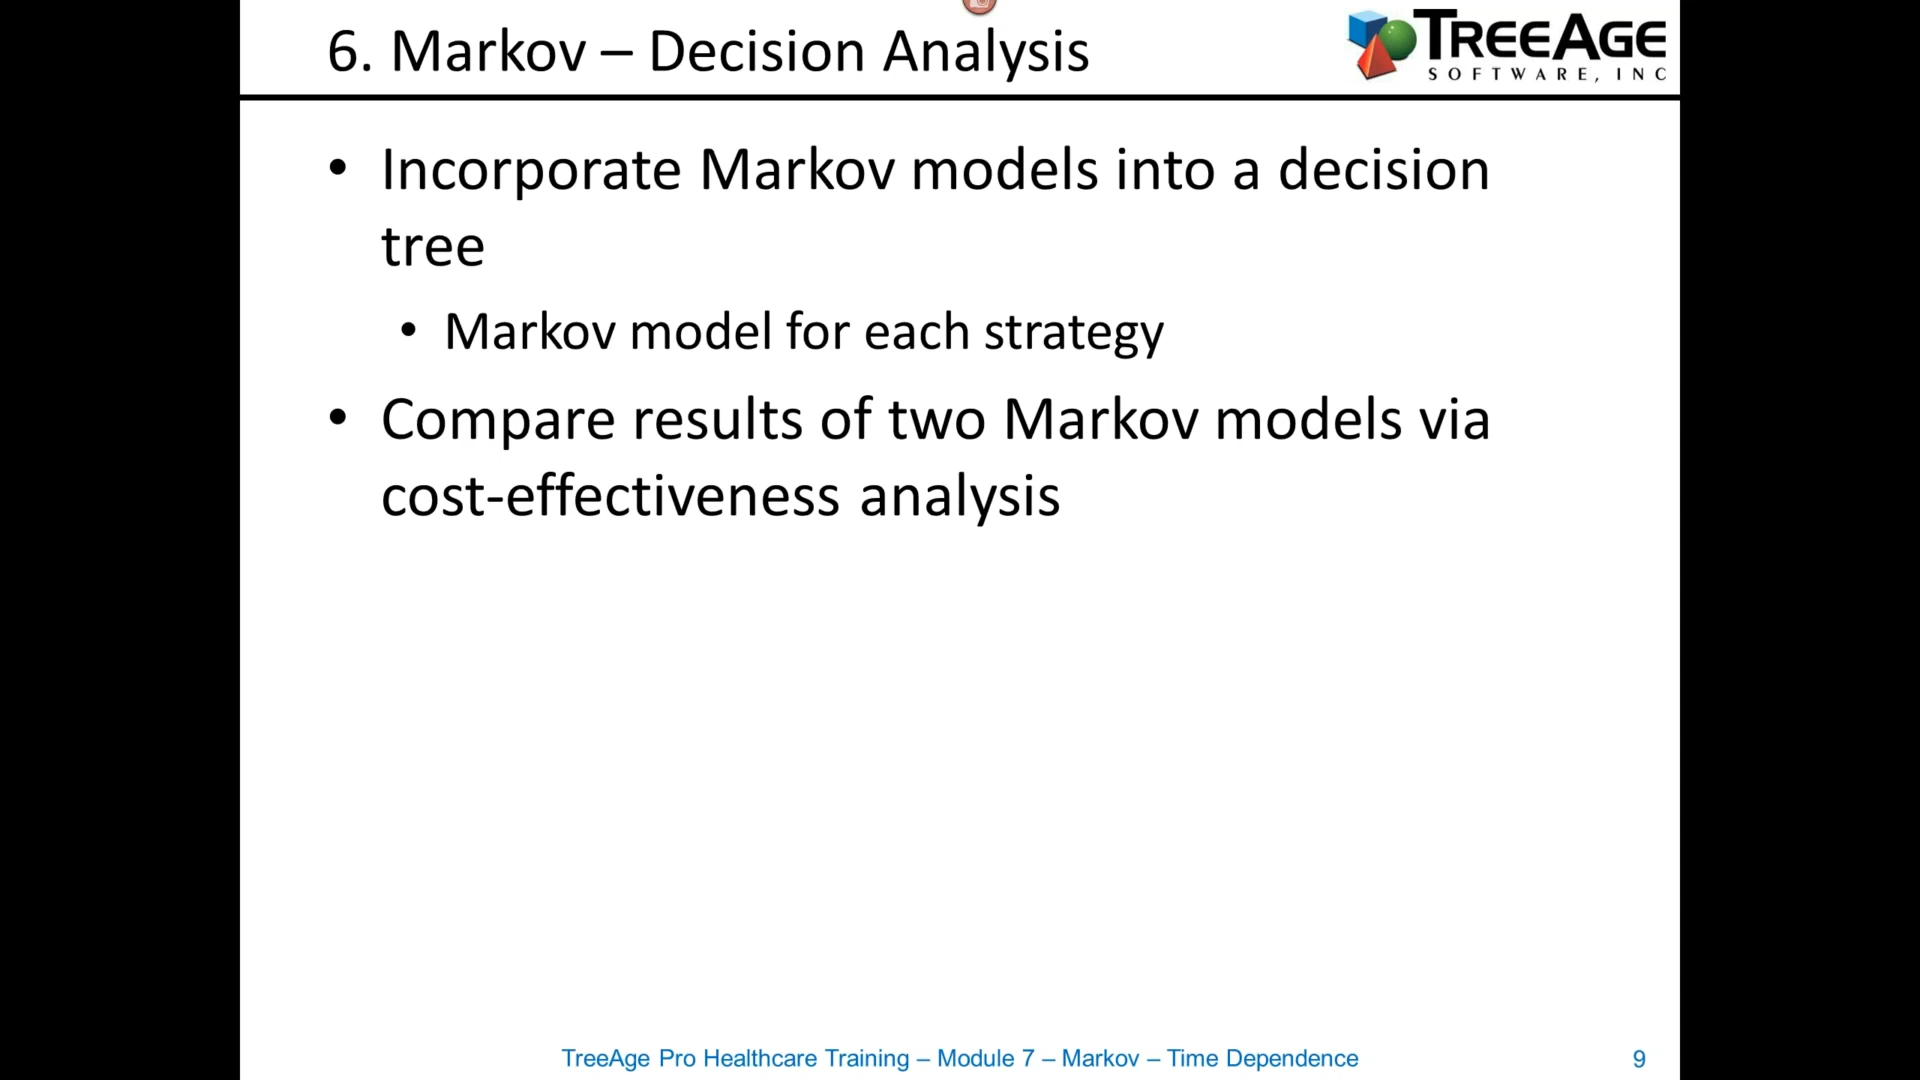 6. Markov – Decision Analysis
TREEAGE
SOFTWARE, INC
• Incorporate Markov models into a decision
tree
• Markov model for each strategy
• Compare results of two Markov models via
cost-effectiveness analysis
TreeAge Pro Healthcare Training – Module 7 – Markov – Time Dependence
9